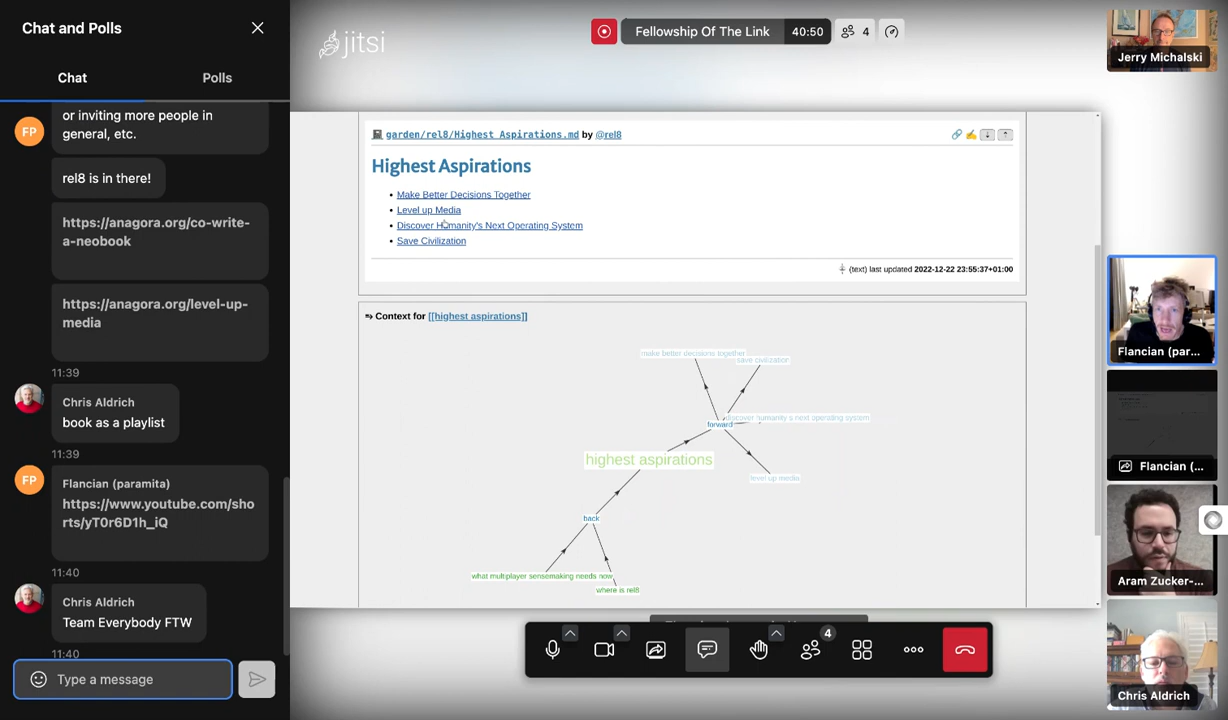 Chat and Polls
Chat
Polls
or inviting more people in
general, etc.
FP
rel8 is in there!
https://anagora.org/co-write-
a-neobook
https://anagora.org/level-up-
media
11:39
Chris Aldrich
book as a playlist
11:39
FP
Flancian (paramita)
https://www.youtube.com/sho
rts/yT0r6D1h_iQ
11:40
Chris Aldrich
Team Everybody FTW
11:40
Type a message
jitsi
Fellowship Of The Link
40:50
4
garden/rel8/Highest Aspirations.md by @rel8
Highest Aspirations
• Make Better Decisions Together
• Level up Media
• Discover Humanity's Next Operating System
• Save Civilization
(text) last updated 2022-12-22 23:55:37+01:00
⇒ Context for [[highest aspirations]]
make better decisions together
save civilization
discover humanity s next operating system
forward
highest aspirations
level up media
back
what multiplayer sensemaking needs now
where is rel8
4
Jerry Michalski
Flancian (par...
Flancian (...
Aram Zucker-...
Chris Aldrich